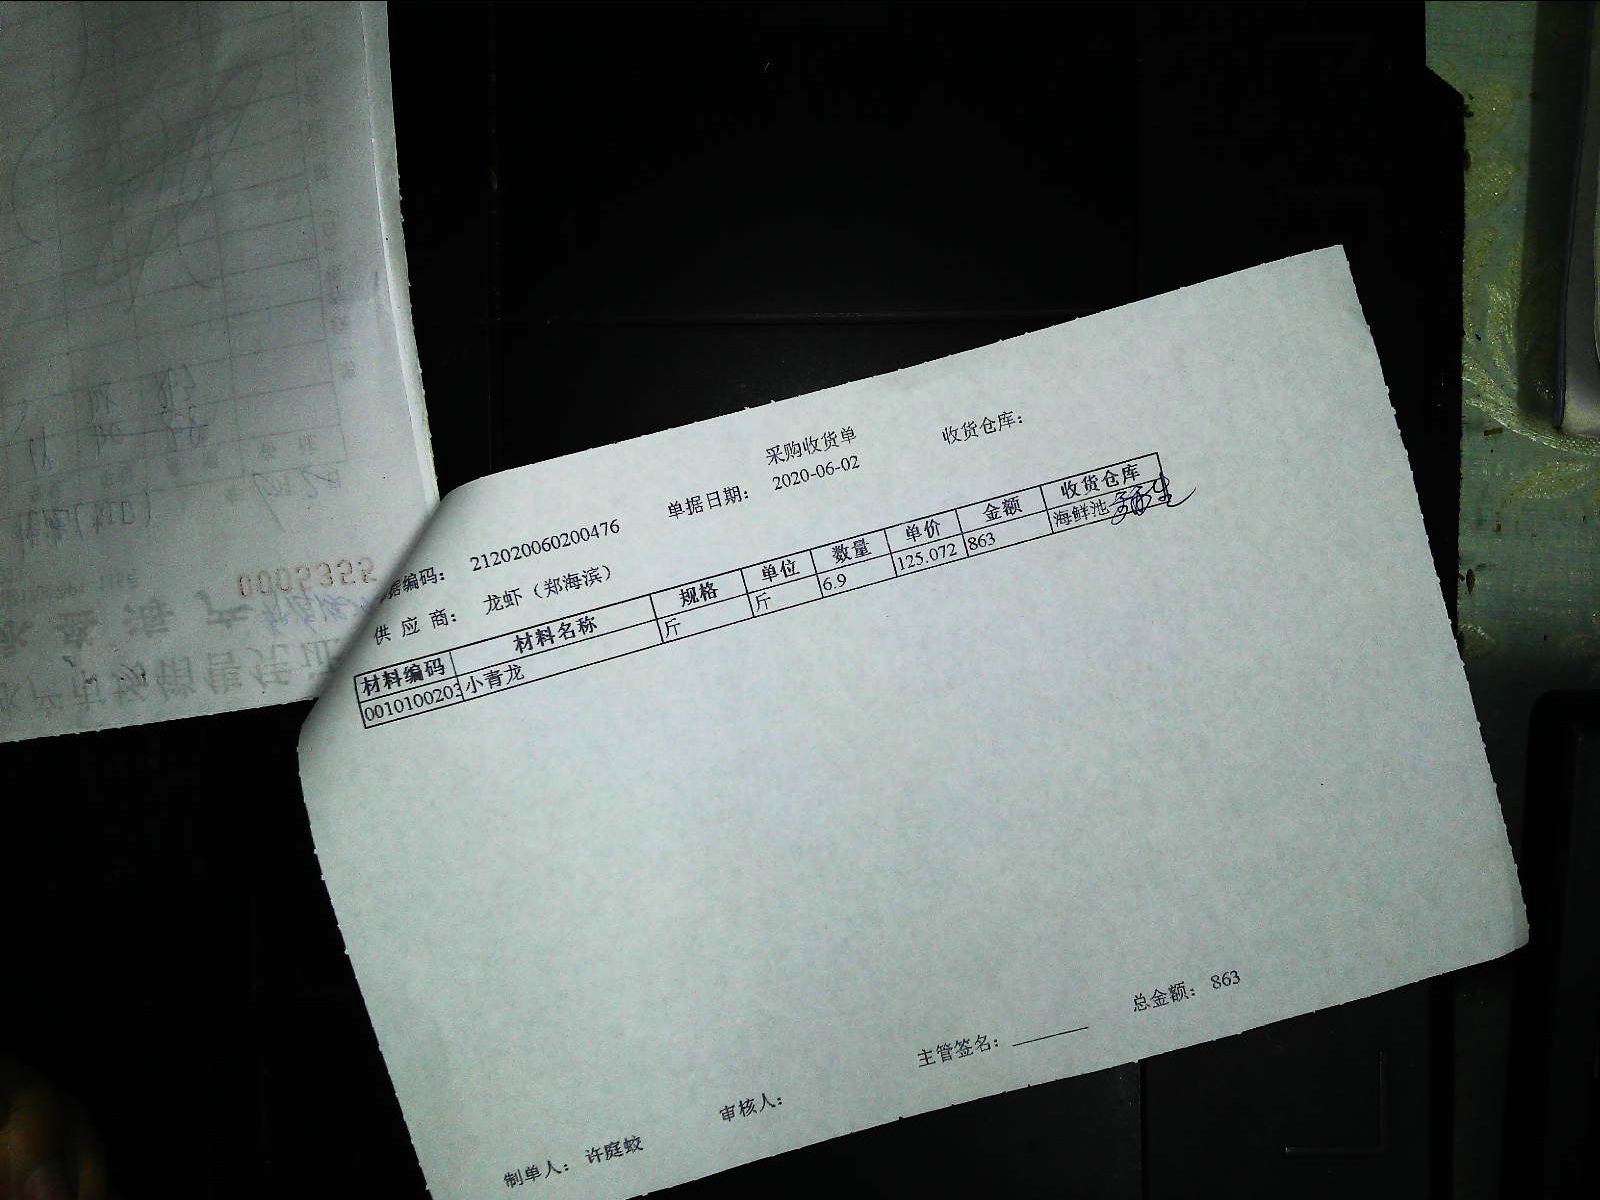 采购收货单
收货仓库：
据编码： 212020060200476
单据日期： 2020-06-02
供 应 商： 龙虾（郑海滨）
材料编码 材料名称 规格 单位 数量 单价 金额 收货仓库
0010100203 小青龙 斤 斤 6.9 125.072 863 海鲜池
总金额： 863
主管签名：
审核人：
制单人： 许庭蛟
0005355